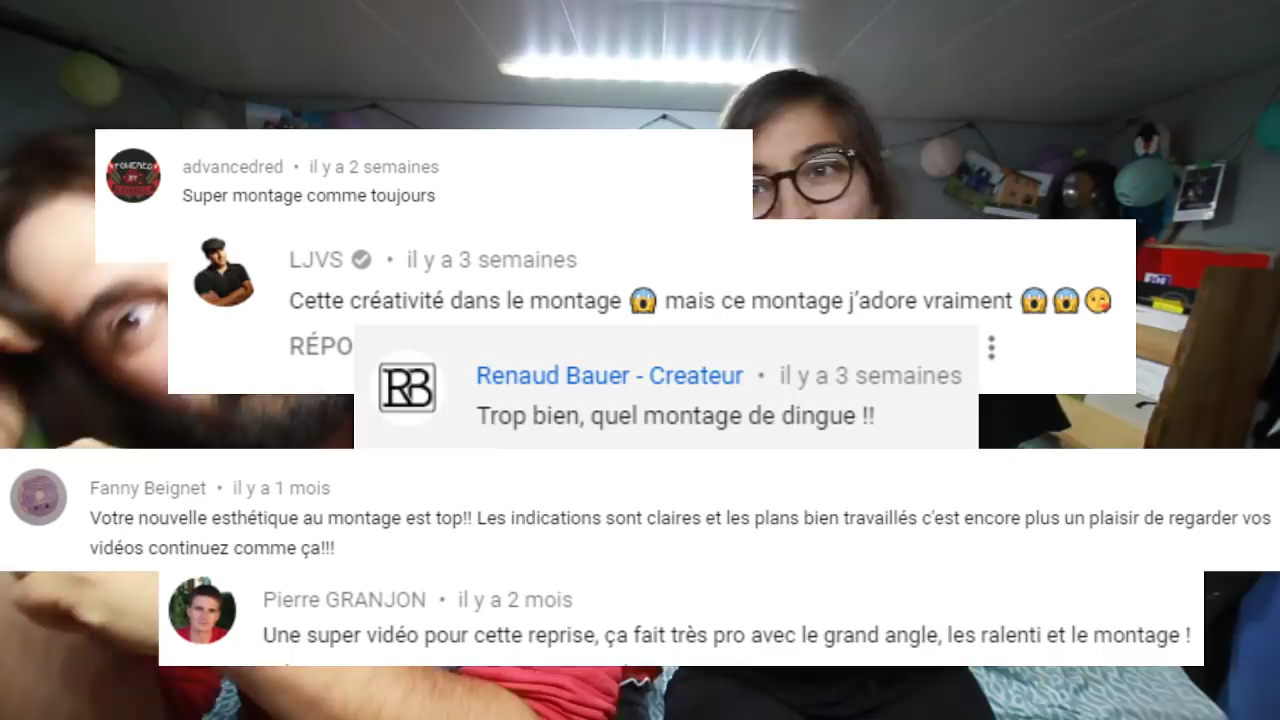 POWERED
BY
advancedred • il y a 2 semaines
Super montage comme toujours
LJVS • il y a 3 semaines
Cette créativité dans le montage 😱 mais ce montage j'adore vraiment 😱😱😘
RÉPO
RB
Renaud Bauer - Createur • il y a 3 semaines
Trop bien, quel montage de dingue !!
Fanny Beignet • il y a 1 mois
Votre nouvelle esthétique au montage est top!! Les indications sont claires et les plans bien travaillés c'est encore plus un plaisir de regarder vos
vidéos continuez comme ça!!!
Pierre GRANJON • il y a 2 mois
Une super vidéo pour cette reprise, ça fait très pro avec le grand angle, les ralenti et le montage !